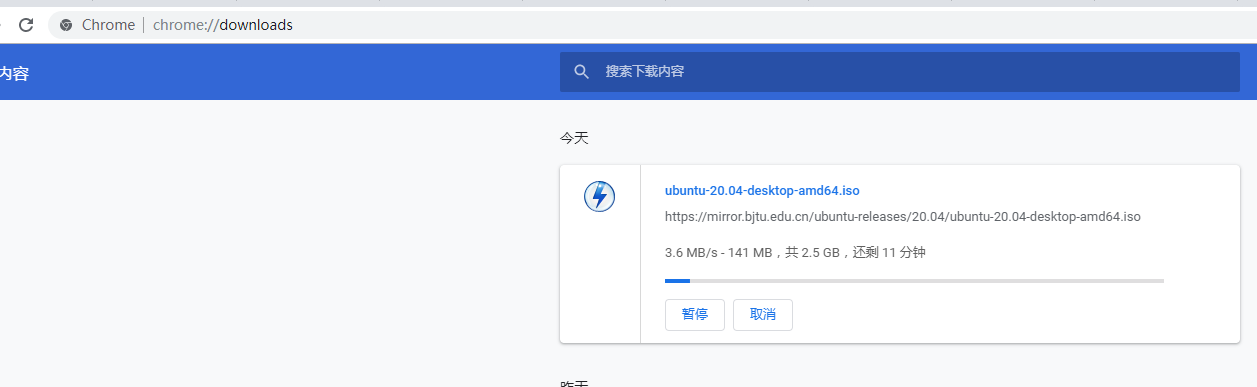 Chrome | chrome://downloads
内容
搜索下载内容
今天
ubuntu-20.04-desktop-amd64.iso
https://mirror.bjtu.edu.cn/ubuntu-releases/20.04/ubuntu-20.04-desktop-amd64.iso
3.6 MB/s - 141 MB，共 2.5 GB，还剩 11 分钟
暂停 取消
昨天